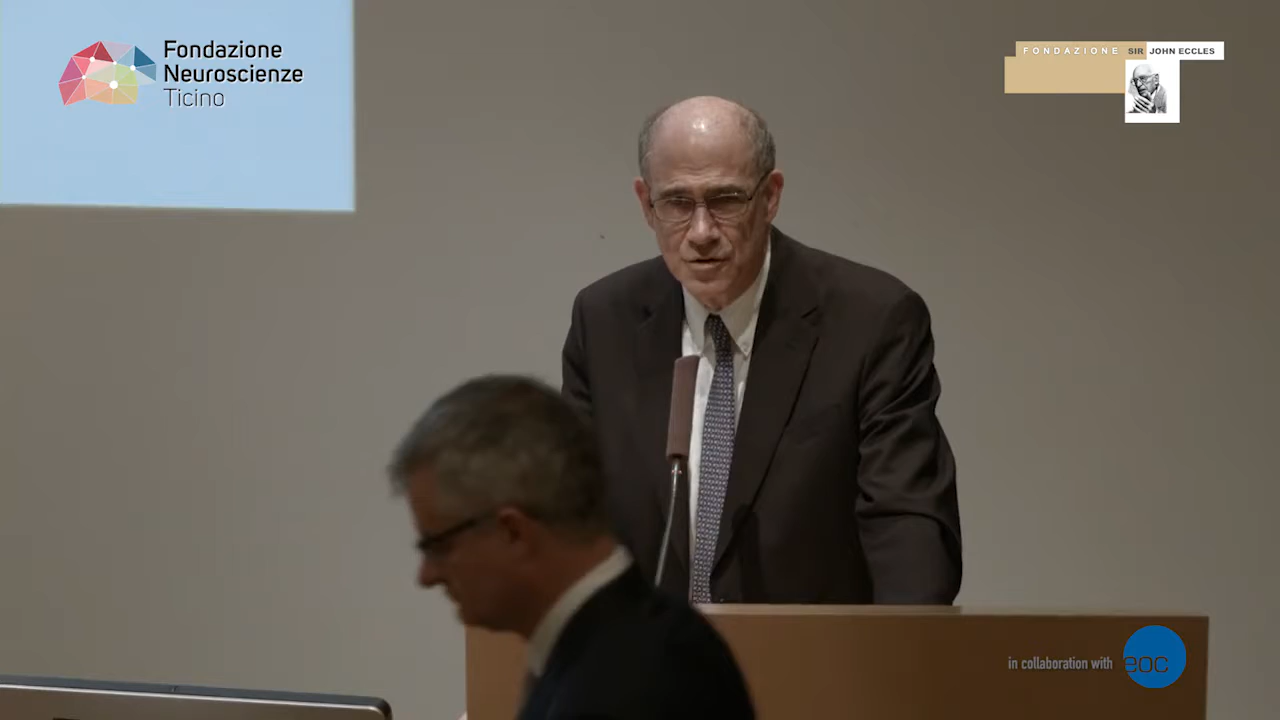 Fondazione
Neuroscienze
Ticino
FONDAZIONE SIR JOHN ECCLES
in collaboration with eoc